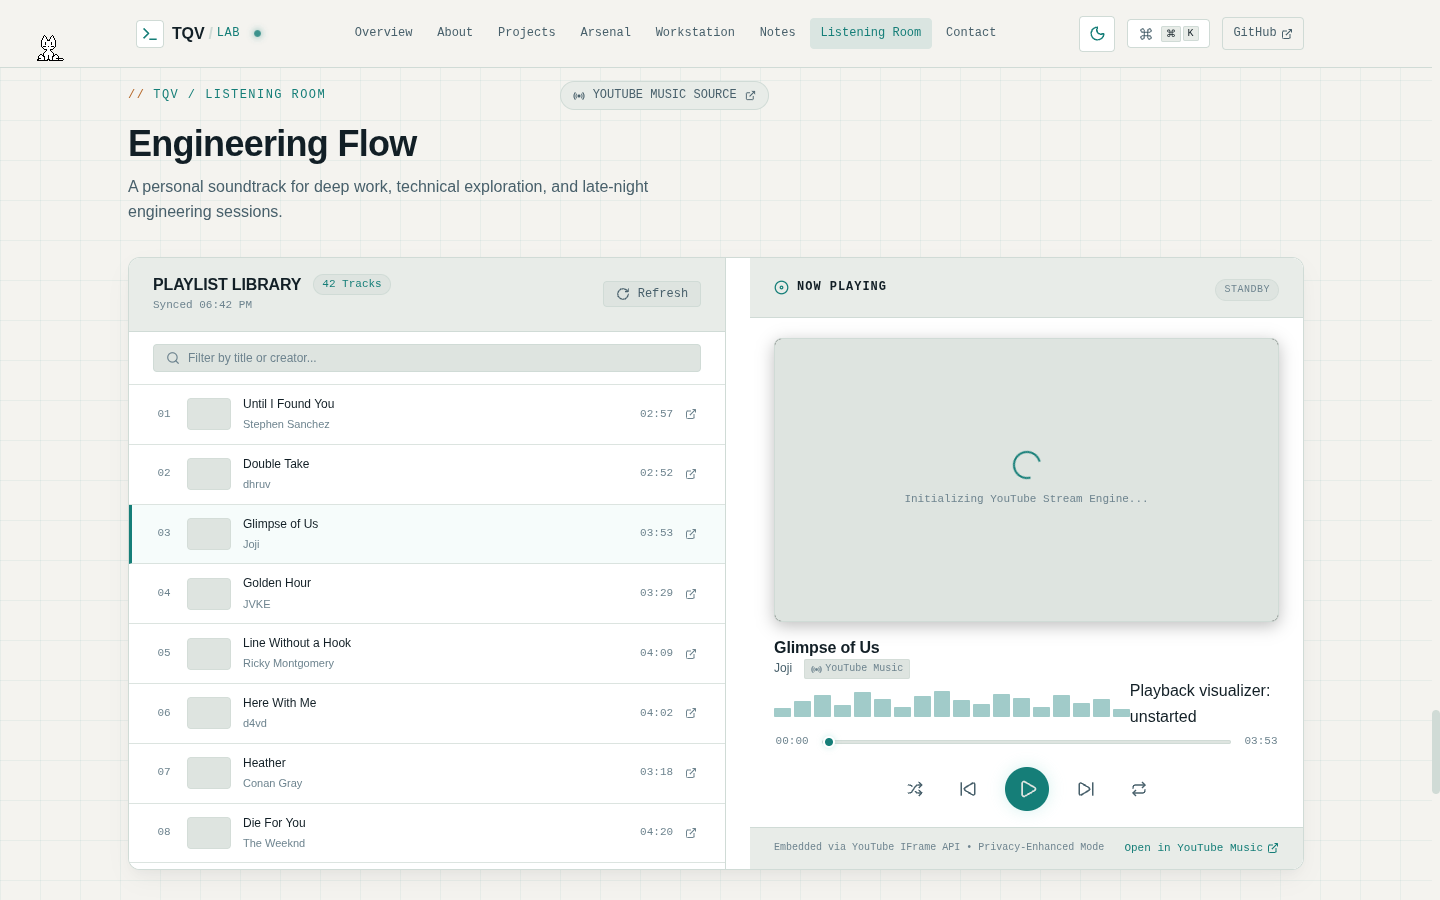 TQV / LAB
Overview
About
Projects
Arsenal
Workstation
Notes
Listening Room
Contact
⌘ ⌘ K
GitHub
// TQV / LISTENING ROOM
YOUTUBE MUSIC SOURCE
Engineering Flow
A personal soundtrack for deep work, technical exploration, and late-night
engineering sessions.
PLAYLIST LIBRARY
42 Tracks
Synced 06:42 PM
Refresh
Filter by title or creator...
01
Until I Found You
Stephen Sanchez
02:57
02
Double Take
dhruv
02:52
03
Glimpse of Us
Joji
03:53
04
Golden Hour
JVKE
03:29
05
Line Without a Hook
Ricky Montgomery
04:09
06
Here With Me
d4vd
04:02
07
Heather
Conan Gray
03:18
08
Die For You
The Weeknd
04:20
NOW PLAYING
STANDBY
Initializing YouTube Stream Engine...
Glimpse of Us
Joji
YouTube Music
Playback visualizer:
unstarted
00:00
03:53
Embedded via YouTube IFrame API • Privacy-Enhanced Mode
Open in YouTube Music